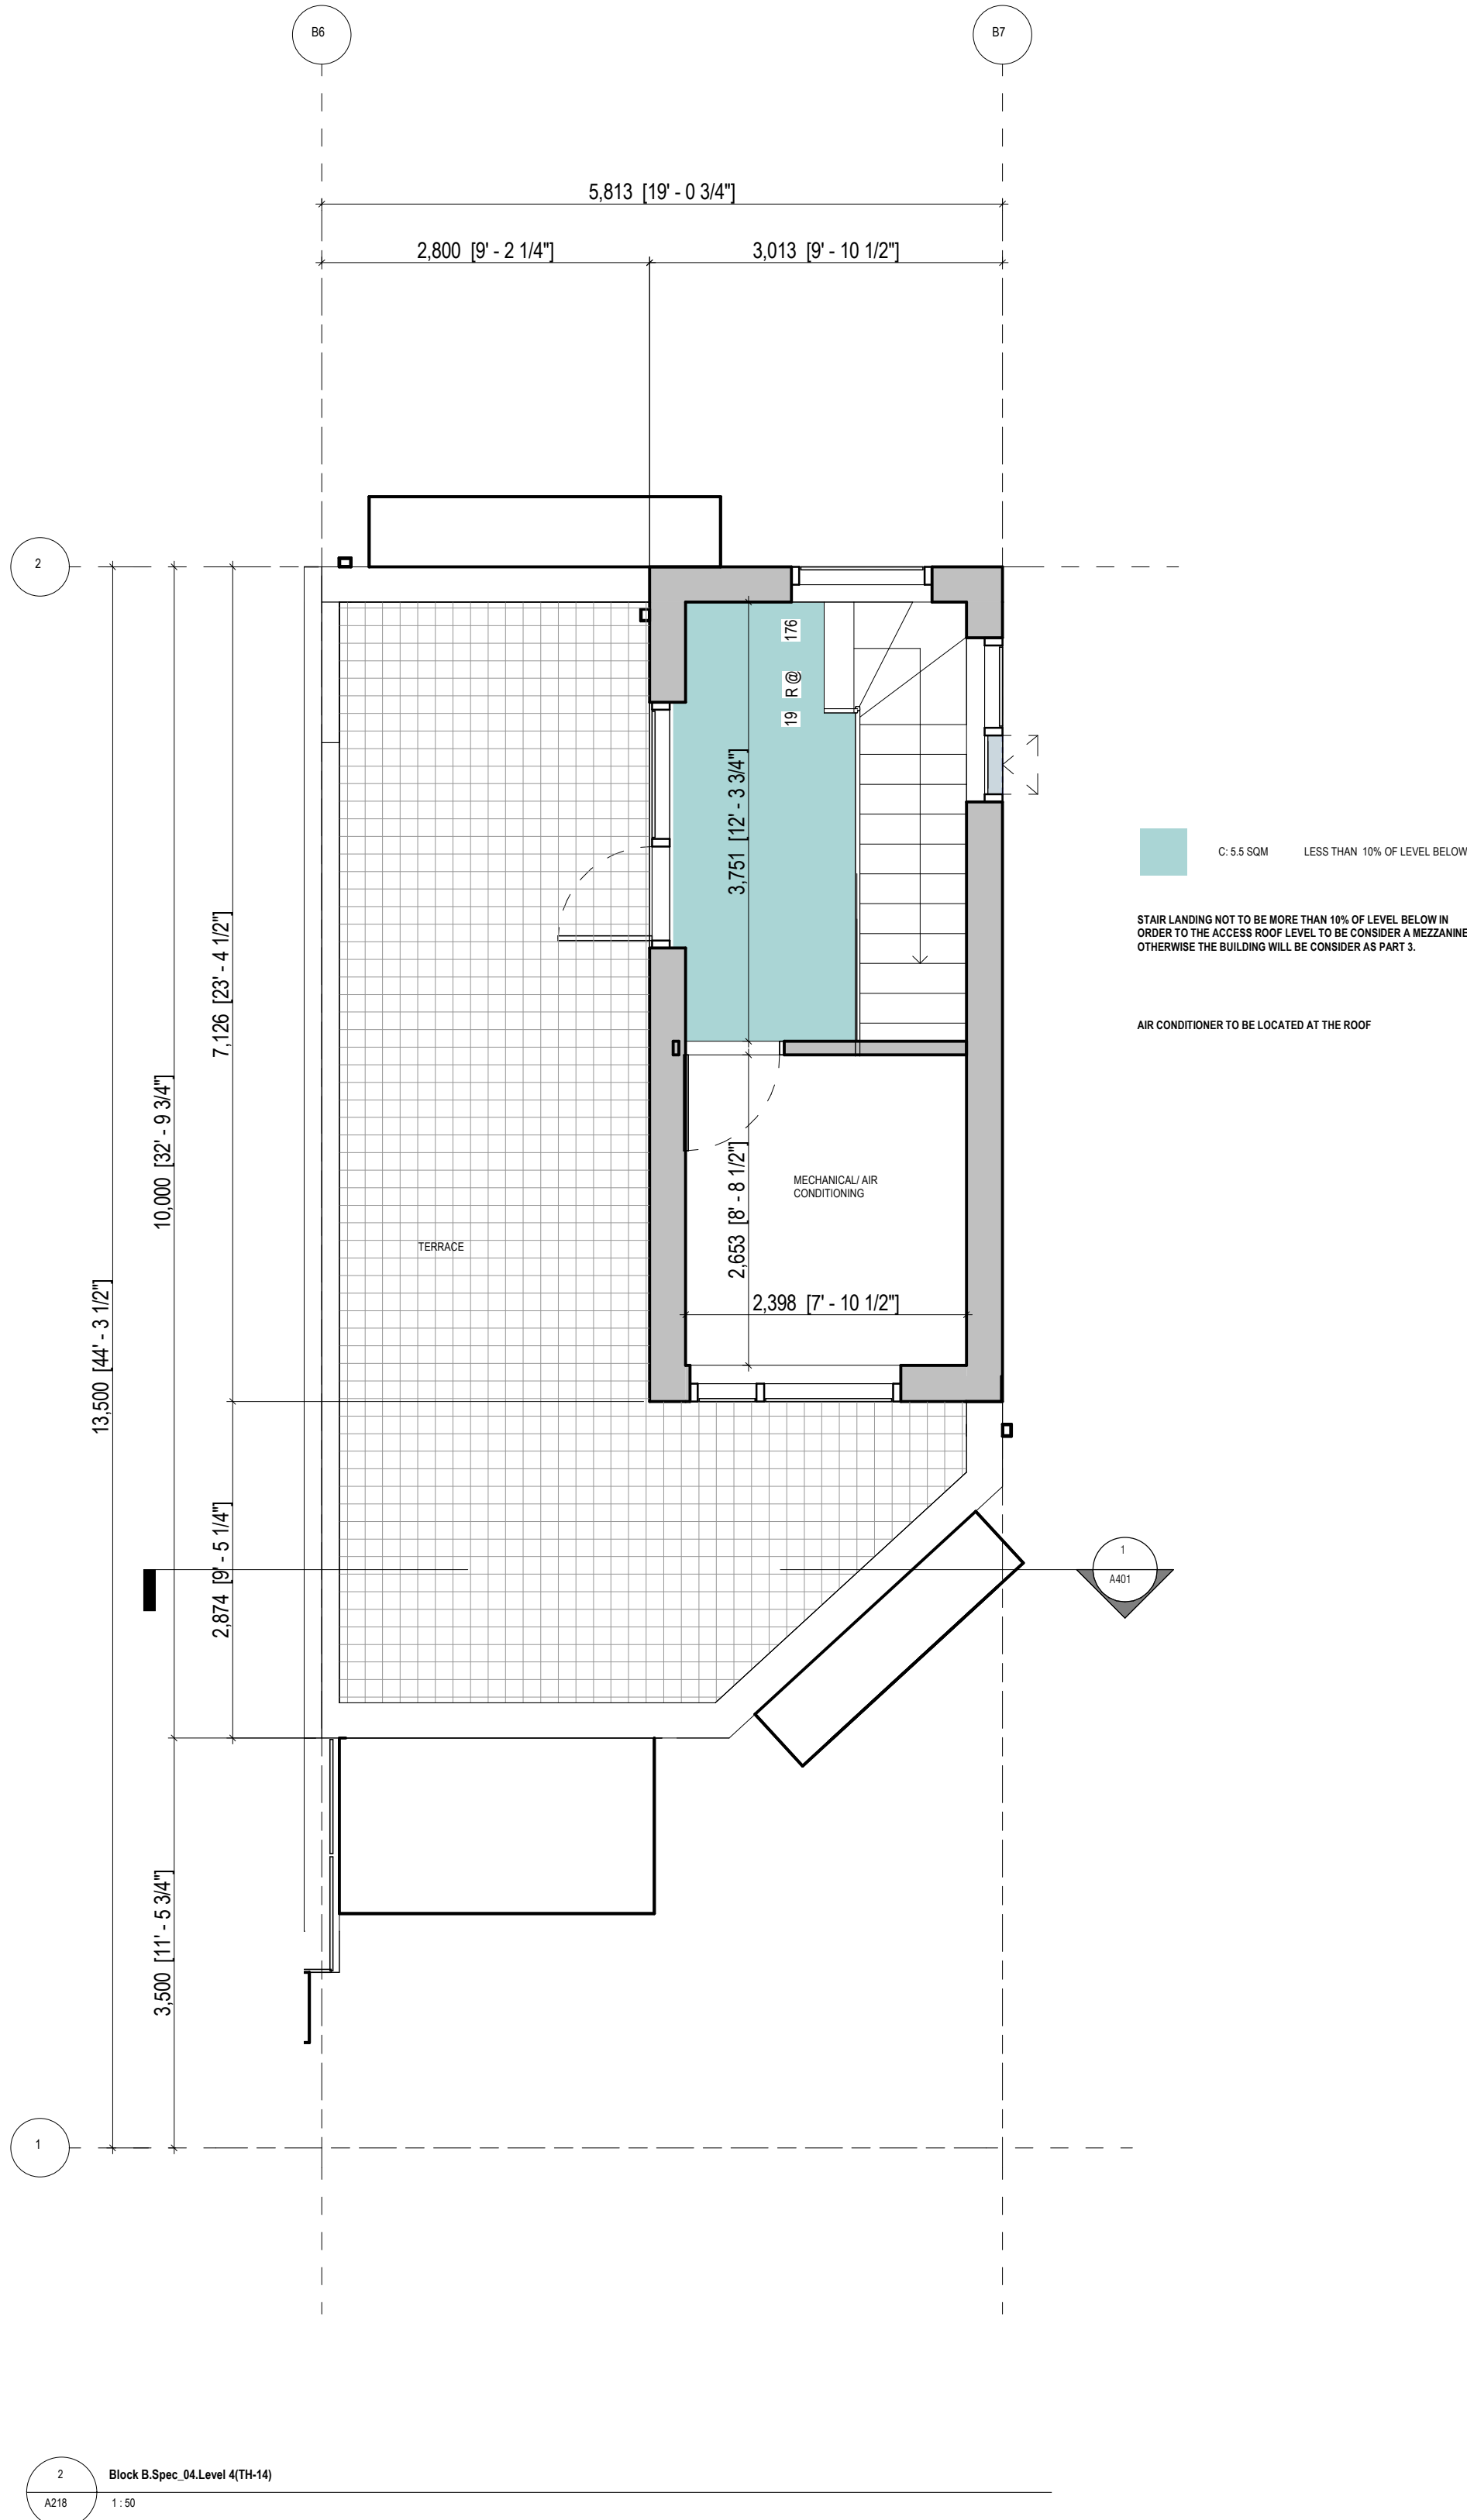 B6
B7
5,813 [19' - 0 3/4"]
2,800 [9' - 2 1/4"]
3,013 [9' - 10 1/2"]
2
19 R @ 176
3,751 [12' - 3 3/4"]
C: 5.5 SQM LESS THAN 10% OF LEVEL BELOW
STAIR LANDING NOT TO BE MORE THAN 10% OF LEVEL BELOW IN
ORDER TO THE ACCESS ROOF LEVEL TO BE CONSIDER A MEZZANINE
OTHERWISE THE BUILDING WILL BE CONSIDER AS PART 3.
7,126 [23' - 4 1/2"]
AIR CONDITIONER TO BE LOCATED AT THE ROOF
10,000 [32' - 9 3/4"]
MECHANICAL/ AIR
CONDITIONING
2,653 [8' - 8 1/2"]
TERRACE
2,398 [7' - 10 1/2"]
13,500 [44' - 3 1/2"]
2,874 [9' - 5 1/4"]
1
A401
3,500 [11' - 5 3/4"]
1
2
Block B.Spec_04.Level 4(TH-14)
A218
1 : 50